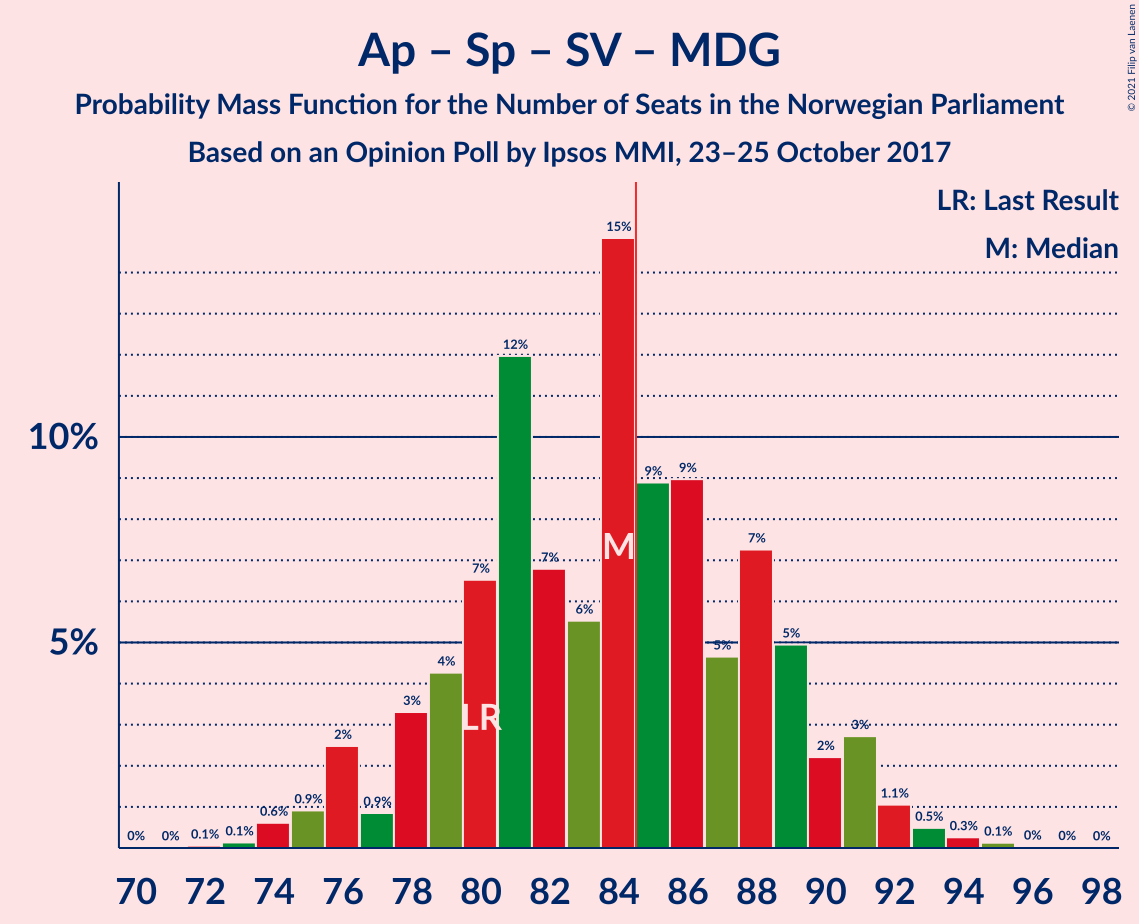 Ap – Sp – SV – MDG
Probability Mass Function for the Number of Seats in the Norwegian Parliament
Based on an Opinion Poll by Ipsos MMI, 23–25 October 2017
© 2021 Filip van Laenen
LR: Last Result
M: Median
10%
5%
0% 0% 0.1% 0.1% 0.6% 0.9% 2% 0.9% 3% 4% 7% 12% 7% 6% 15% 9% 9% 5% 7% 5% 2% 3% 1.1% 0.5% 0.3% 0.1% 0% 0% 0%
LR
M
70 72 74 76 78 80 82 84 86 88 90 92 94 96 98